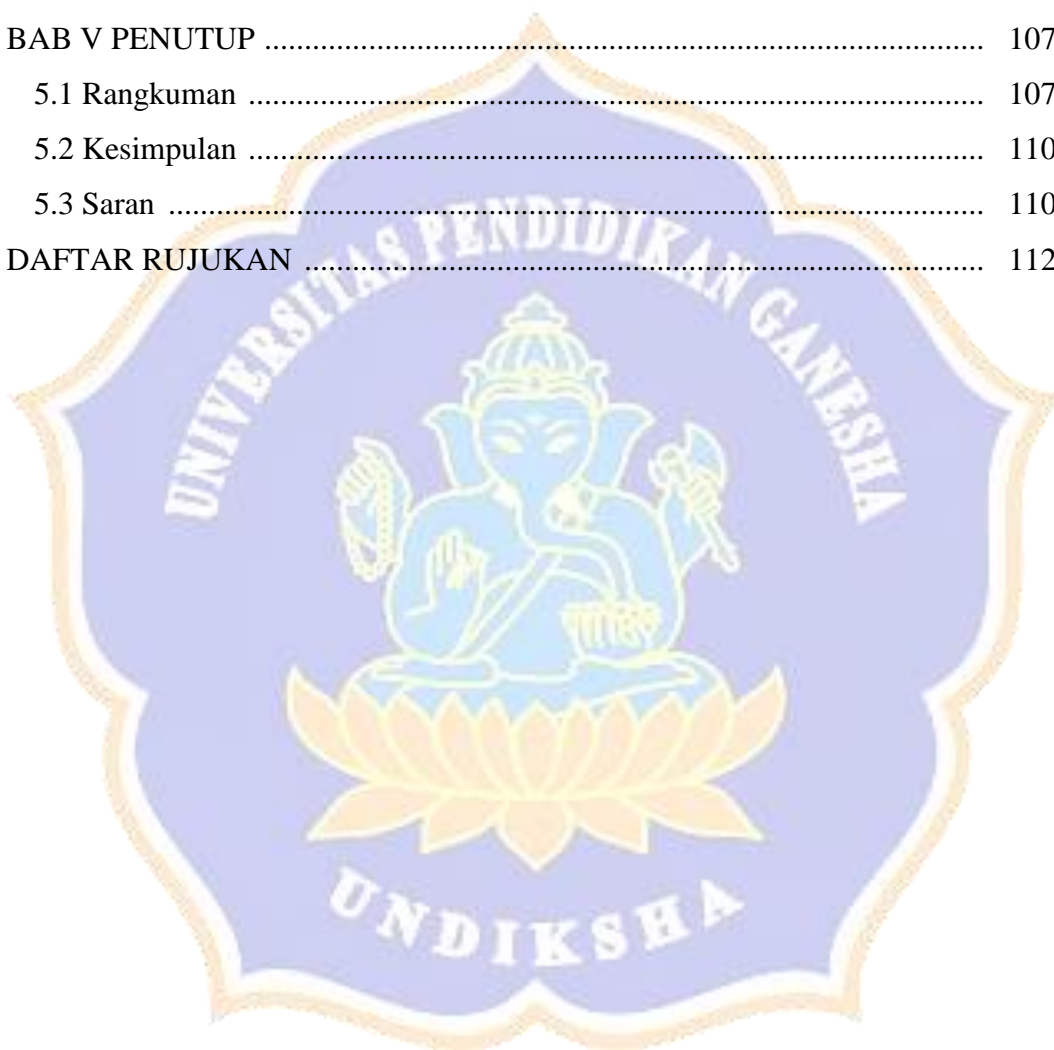 BAB V PENUTUP .......................................................................................... 107
5.1 Rangkuman ............................................................................................ 107
5.2 Kesimpulan ............................................................................................ 110
5.3 Saran ...................................................................................................... 110
DAFTAR RUJUKAN ..................................................................................... 112
UNIVERSITAS PENDIDIKAN GANESHA
UNDIKSHA